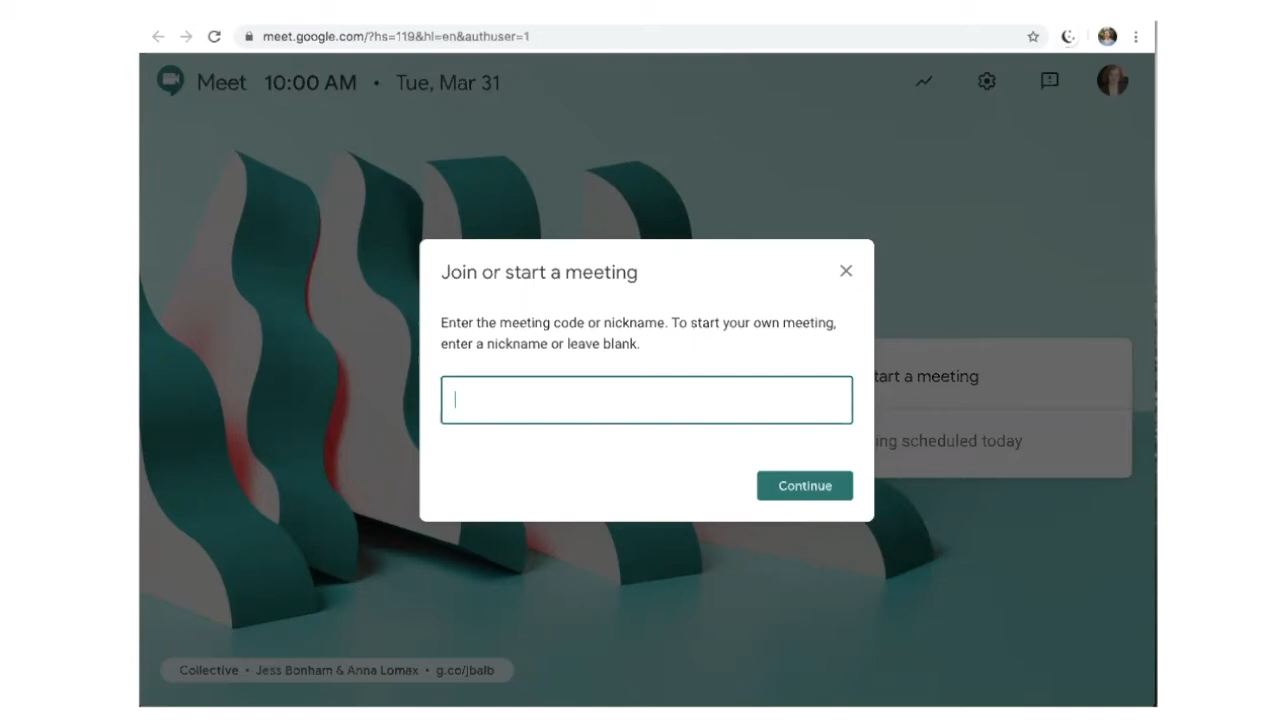 meet.google.com/?hs=119&hl=en&authuser=1
Meet 10:00 AM • Tue, Mar 31
Join or start a meeting
Enter the meeting code or nickname. To start your own meeting,
enter a nickname or leave blank.
tart a meeting
ing scheduled today
Continue
Collective • Jess Bonham & Anna Lomax • g.co/jbalb